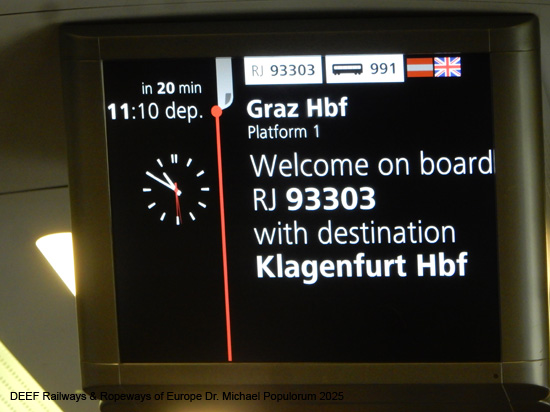 in 20 min
11:10 dep.
RJ 93303
991
Graz Hbf
Platform 1
Welcome on board
RJ 93303
with destination
Klagenfurt Hbf
DEEF Railways & Ropeways of Europe Dr. Michael Populorum 2025